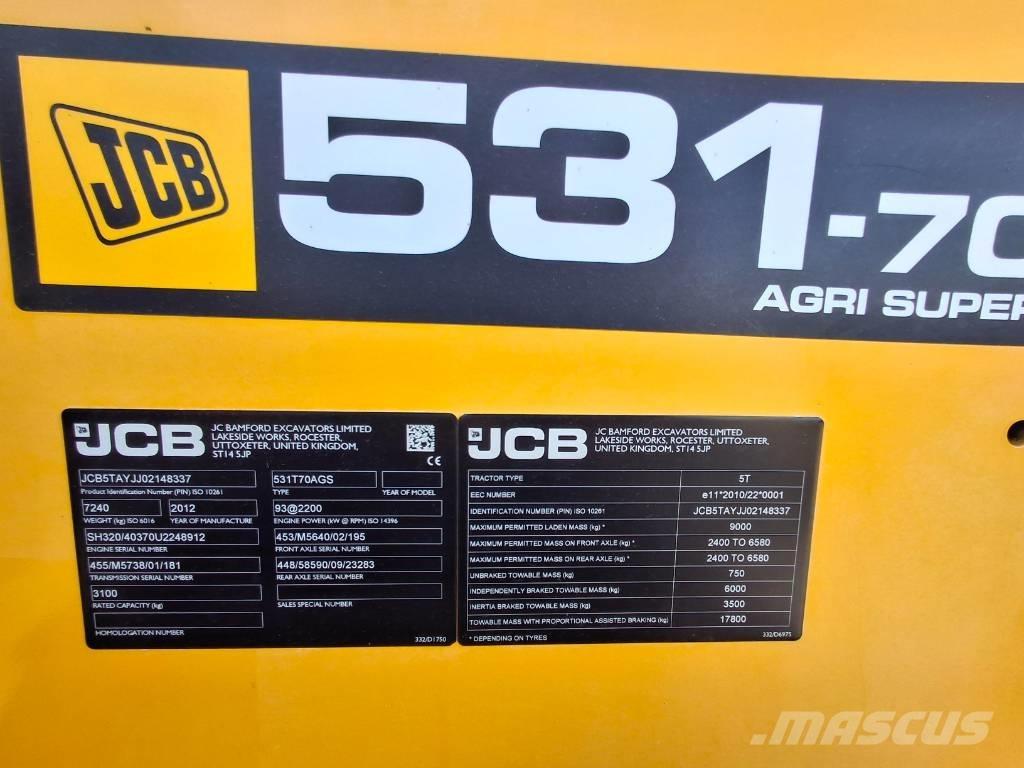 JCB
531-70
AGRI SUPER
JCB
JC BAMFORD EXCAVATORS LIMITED
LAKESIDE WORKS, ROCESTER,
UTTOXETER, UNITED KINGDOM,
ST14 5JP
CE
JCB5TAYJJ02148337
Product Identification Number (PIN) ISO 10261
531T70AGS
TYPE
YEAR OF MODEL
7240
WEIGHT (kg) ISO 6016
2012
YEAR OF MANUFACTURE
93@2200
ENGINE POWER (kW @ RPM) ISO 14396
SH320/40370U2248912
ENGINE SERIAL NUMBER
453/M5640/02/195
FRONT AXLE SERIAL NUMBER
455/M5738/01/181
TRANSMISSION SERIAL NUMBER
448/58590/09/23283
REAR AXLE SERIAL NUMBER
3100
RATED CAPACITY (kg)
SALES SPECIAL NUMBER
HOMOLOGATION NUMBER
332/D1750
JCB
JC BAMFORD EXCAVATORS LIMITED
LAKESIDE WORKS, ROCESTER, UTTOXETER,
UNITED KINGDOM, ST14 5JP
TRACTOR TYPE 5T
EEC NUMBER e11*2010/22*0001
IDENTIFICATION NUMBER (PIN) ISO 10261 JCB5TAYJJ02148337
MAXIMUM PERMITTED LADEN MASS (kg) * 9000
MAXIMUM PERMITTED MASS ON FRONT AXLE (kg) * 2400 TO 6580
MAXIMUM PERMITTED MASS ON REAR AXLE (kg) * 2400 TO 6580
UNBRAKED TOWABLE MASS (kg) 750
INDEPENDENTLY BRAKED TOWABLE MASS (kg) 6000
INERTIA BRAKED TOWABLE MASS (kg) 3500
TOWABLE MASS WITH PROPORTIONAL ASSISTED BRAKING (kg) 17800
* DEPENDING ON TYRES
332/D6975
MASCUS